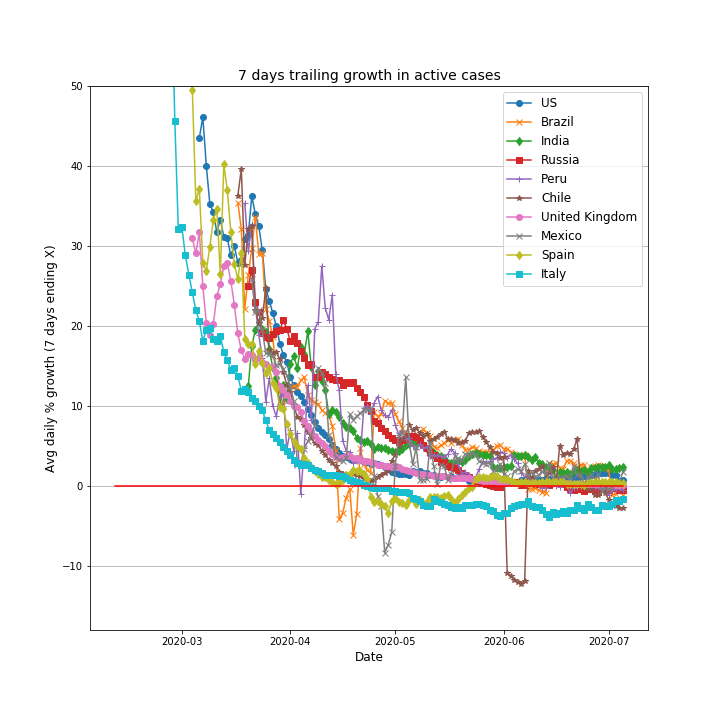 7 days trailing growth in active cases
50
40
30
20
10
0
−10
Avg daily % growth (7 days ending X)
US
Brazil
India
Russia
Peru
Chile
United Kingdom
Mexico
Spain
Italy
2020-03
2020-04
2020-05
2020-06
2020-07
Date